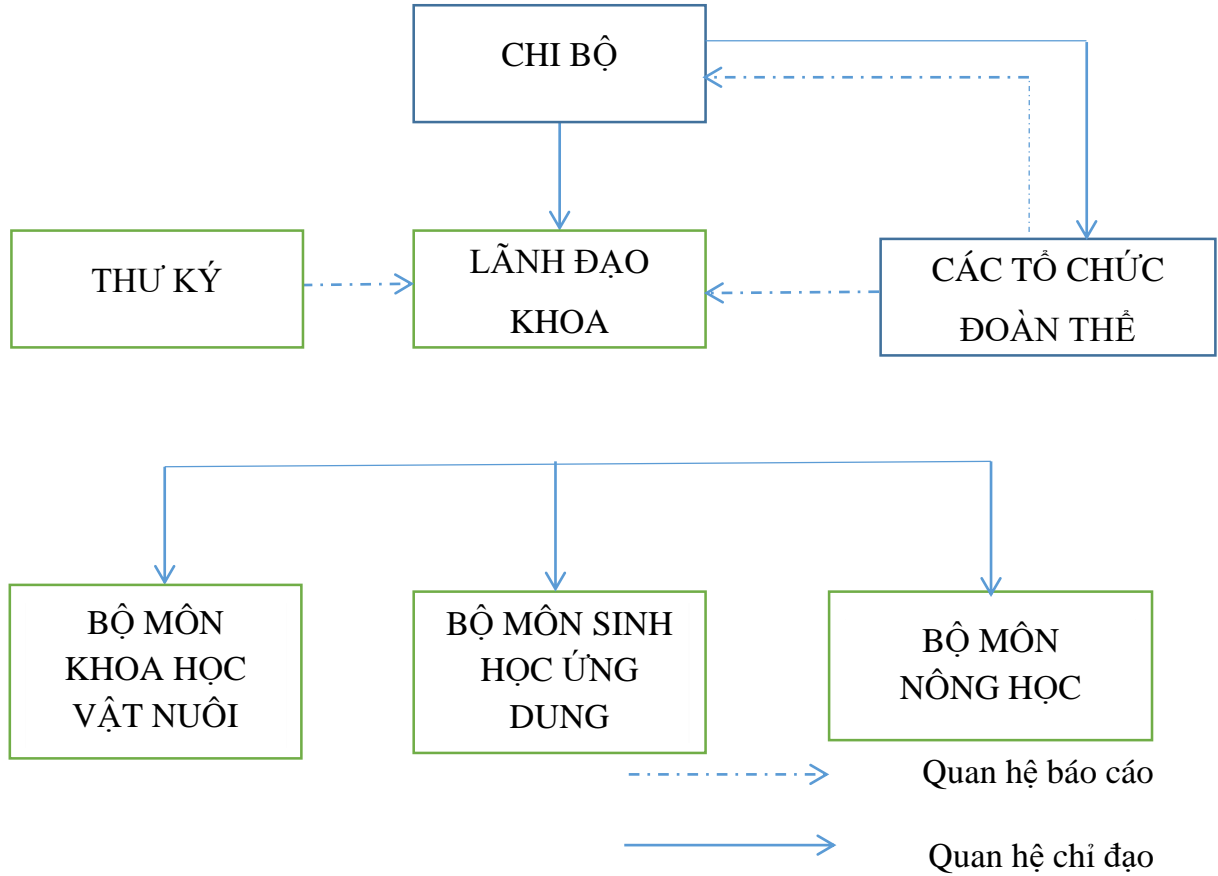 CHI BỘ
THƯ KÝ
LÃNH ĐẠO
KHOA
CÁC TỔ CHỨC
ĐOÀN THỂ
BỘ MÔN
KHOA HỌC
VẬT NUÔI
BỘ MÔN SINH
HỌC ỨNG
DUNG
BỘ MÔN
NÔNG HỌC
Quan hệ báo cáo
Quan hệ chỉ đạo